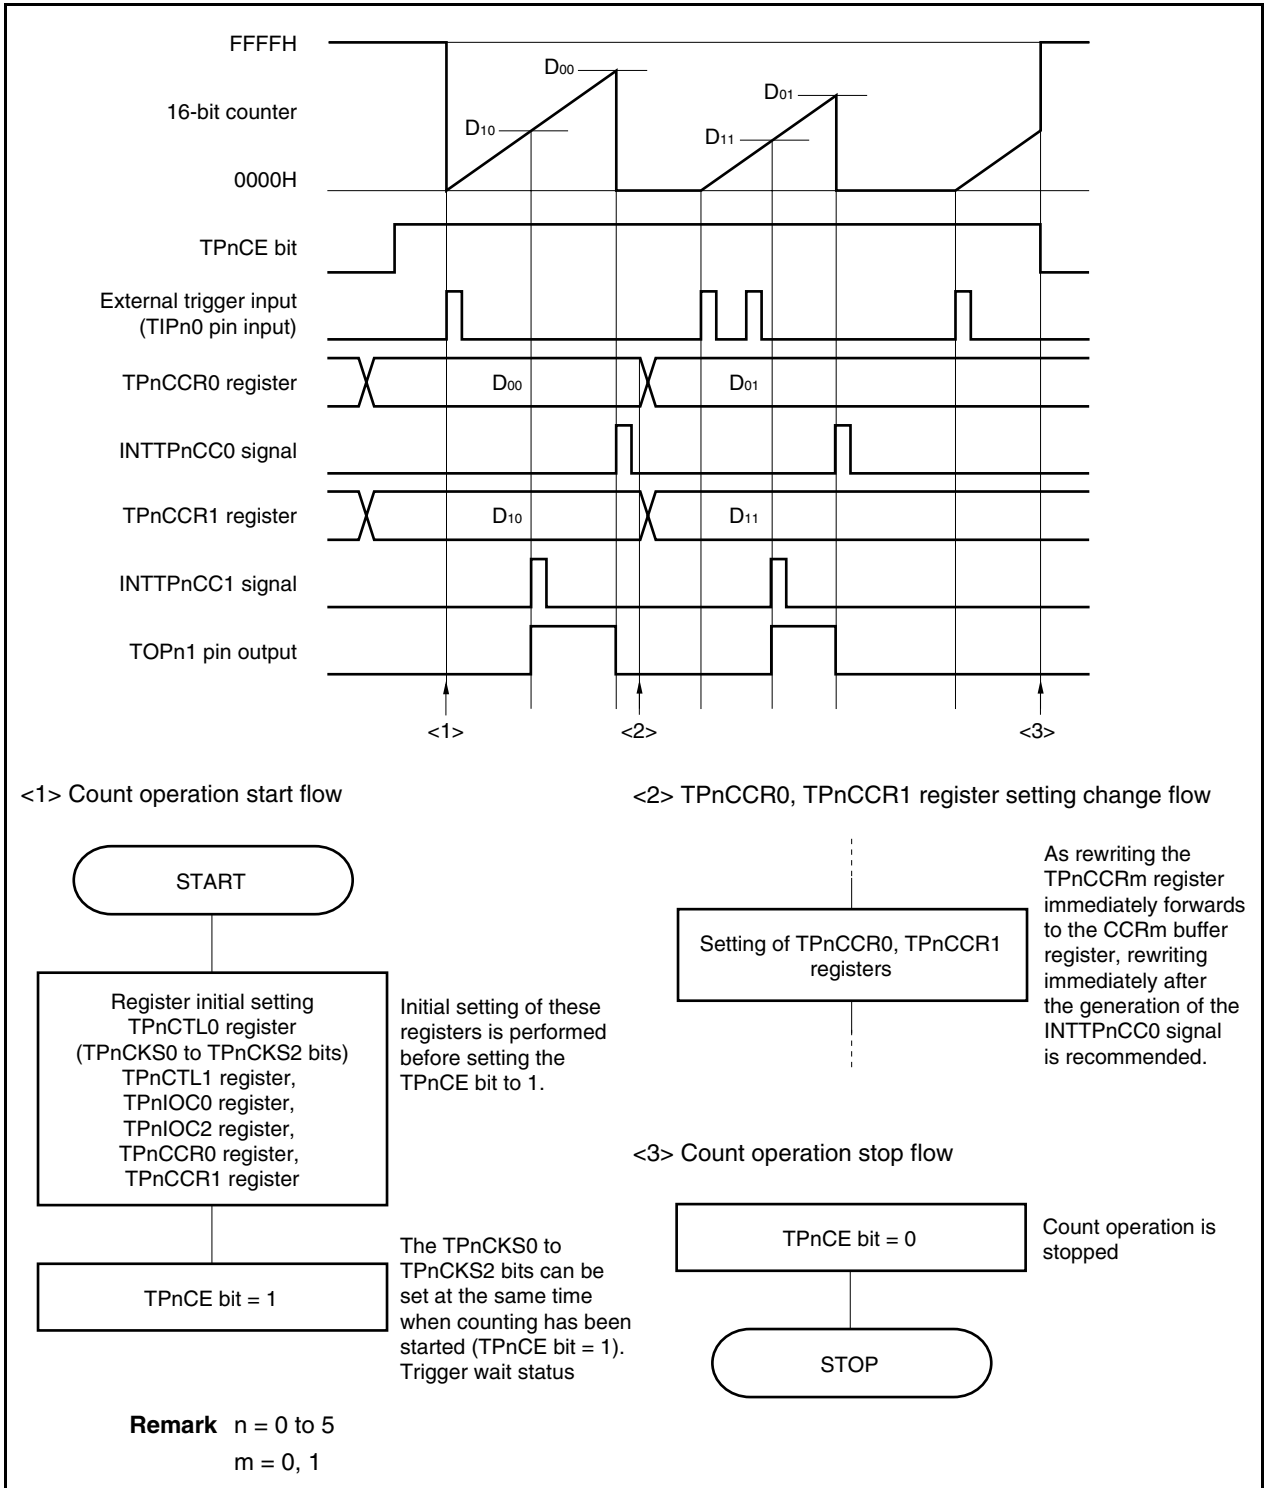 FFFFH
D00
D01
16-bit counter
D10
D11
0000H
TPnCE bit
External trigger input
(TIPn0 pin input)
TPnCCR0 register
D00
D01
INTTPnCC0 signal
TPnCCR1 register
D10
D11
INTTPnCC1 signal
TOPn1 pin output
<1>
<2>
<3>
<1> Count operation start flow
START
Register initial setting
TPnCTL0 register
(TPnCKS0 to TPnCKS2 bits)
TPnCTL1 register,
TPnIOC0 register,
TPnIOC2 register,
TPnCCR0 register,
TPnCCR1 register
Initial setting of these
registers is performed
before setting the
TPnCE bit to 1.
TPnCE bit = 1
The TPnCKS0 to
TPnCKS2 bits can be
set at the same time
when counting has been
started (TPnCE bit = 1).
Trigger wait status
<2> TPnCCR0, TPnCCR1 register setting change flow
Setting of TPnCCR0, TPnCCR1
registers
As rewriting the
TPnCCRm register
immediately forwards
to the CCRm buffer
register, rewriting
immediately after
the generation of the
INTTPnCC0 signal
is recommended.
<3> Count operation stop flow
TPnCE bit = 0
Count operation is
stopped
STOP
Remark n = 0 to 5
m = 0, 1